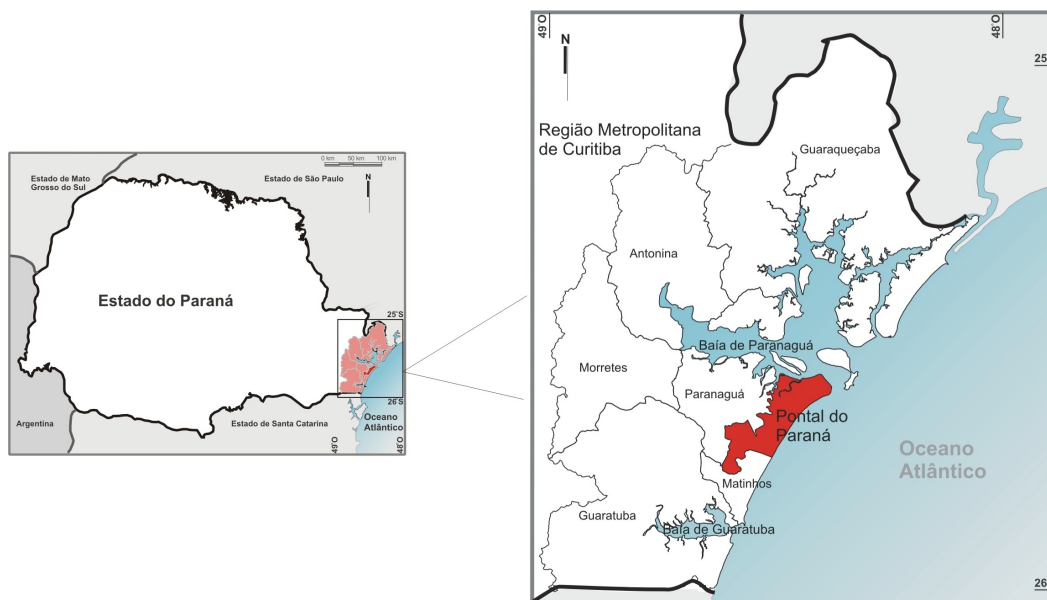 0 km 50 km 100 km
Estado de Mato
Grosso do Sul
Estado de São Paulo
N
Estado do Paraná
25°S
26°S
Argentina
Estado de Santa Catarina
Oceano
Atlântico
49°O
48°O
49°O
48°O
N
25
Região Metropolitana
de Curitiba
Guaraqueçaba
Antonina
Baía de Paranaguá
Morretes
Paranaguá
Pontal do
Paraná
Oceano
Atlântico
Matinhos
Guaratuba
Baía de Guaratuba
26